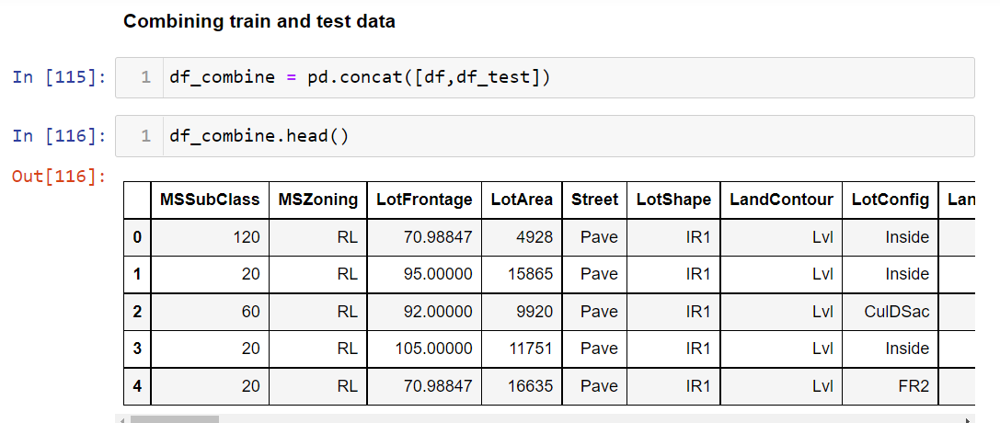 Combining train and test data
In [115]: 1 df_combine = pd.concat([df,df_test])
In [116]: 1 df_combine.head()
Out[116]:
MSSubClass MSZoning LotFrontage LotArea Street LotShape LandContour LotConfig Lan
0 120 RL 70.98847 4928 Pave IR1 Lvl Inside
1 20 RL 95.00000 15865 Pave IR1 Lvl Inside
2 60 RL 92.00000 9920 Pave IR1 Lvl CulDSac
3 20 RL 105.00000 11751 Pave IR1 Lvl Inside
4 20 RL 70.98847 16635 Pave IR1 Lvl FR2